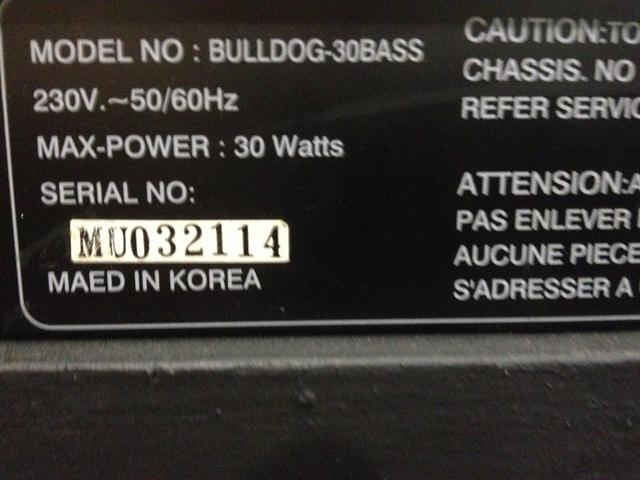 MODEL NO : BULLDOG-30BASS
230V.~50/60Hz
MAX-POWER : 30 Watts
SERIAL NO:
MU032114
MAED IN KOREA
CAUTION:TO
CHASSIS. NO
REFER SERVIC
ATTENSION:A
PAS ENLEVER
AUCUNE PIECE
S'ADRESSER A